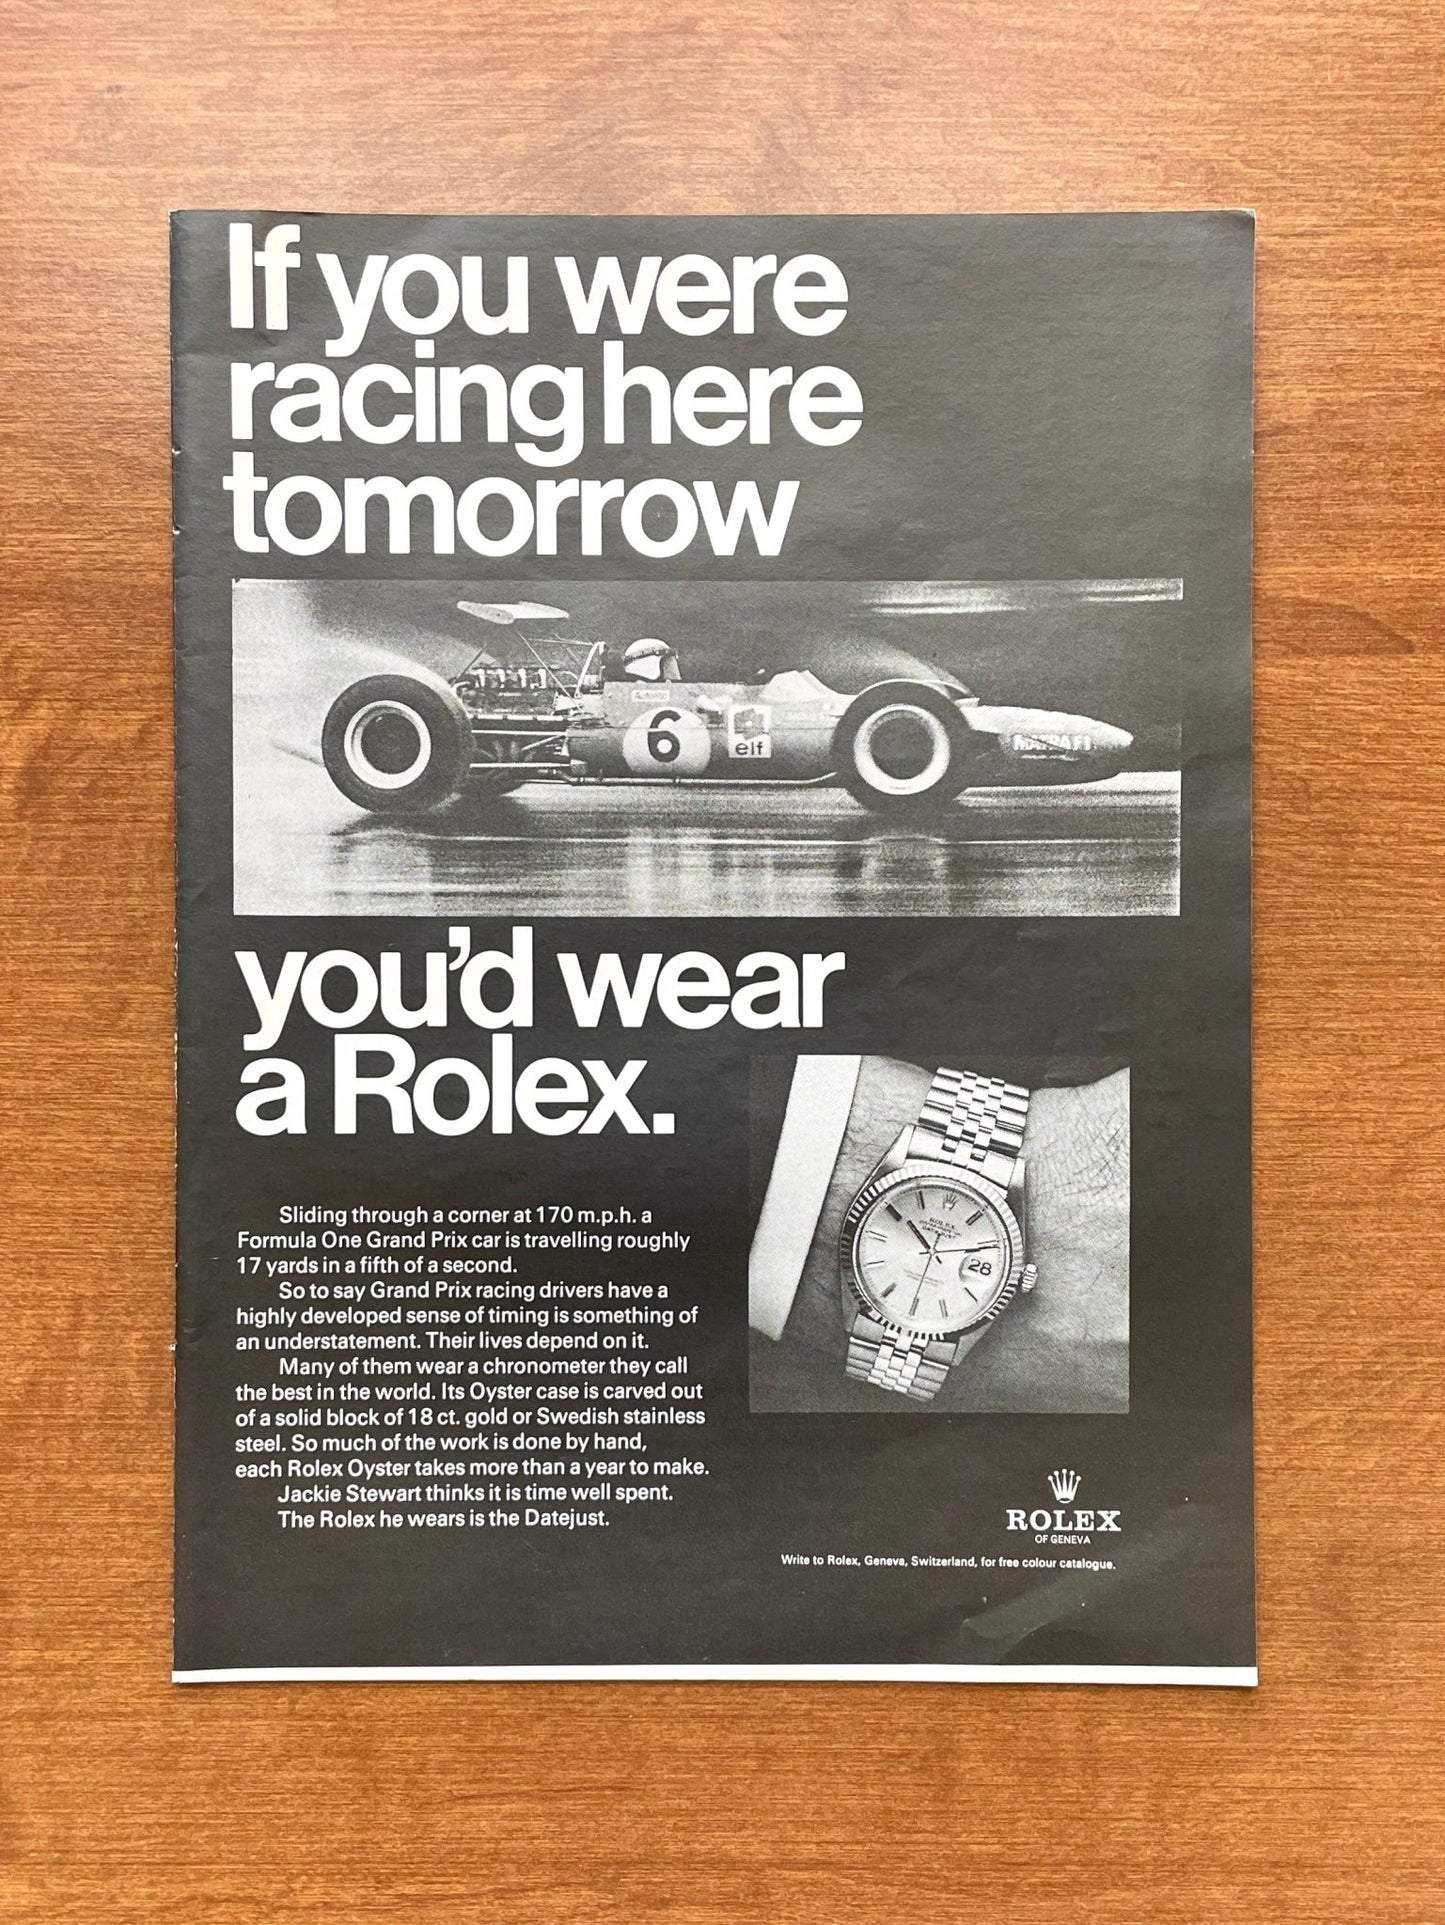 If you were
racing here
tomorrow
6
elf
MATRA F1
you'd wear
a Rolex.
ROLEX
28
Sliding through a corner at 170 m.p.h. a
Formula One Grand Prix car is travelling roughly
17 yards in a fifth of a second.
So to say Grand Prix racing drivers have a
highly developed sense of timing is something of
an understatement. Their lives depend on it.
Many of them wear a chronometer they call
the best in the world. Its Oyster case is carved out
of a solid block of 18 ct. gold or Swedish stainless
steel. So much of the work is done by hand,
each Rolex Oyster takes more than a year to make.
Jackie Stewart thinks it is time well spent.
The Rolex he wears is the Datejust.
ROLEX
OF GENEVA
Write to Rolex, Geneva, Switzerland, for free colour catalogue.